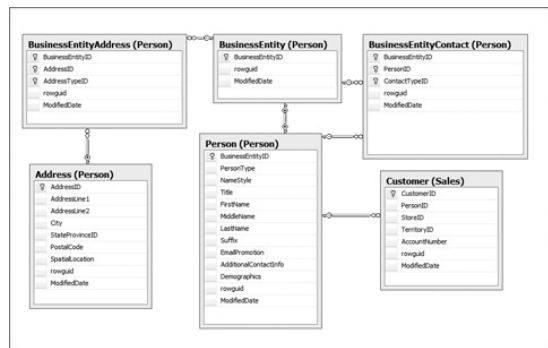 BusinessEntityAddress (Person)
BusinessEntityID
AddressID
AddressTypeID
rowguid
ModifiedDate
BusinessEntity (Person)
BusinessEntityID
rowguid
ModifiedDate
BusinessEntityContact (Person)
BusinessEntityID
PersonID
ContactTypeID
rowguid
ModifiedDate
Address (Person)
AddressID
AddressLine1
AddressLine2
City
StateProvinceID
PostalCode
SpatialLocation
rowguid
ModifiedDate
Person (Person)
BusinessEntityID
PersonType
NameStyle
Title
FirstName
MiddleName
LastName
Suffix
EmailPromotion
AdditionalContactInfo
Demographics
rowguid
ModifiedDate
Customer (Sales)
CustomerID
PersonID
StoreID
TerritoryID
AccountNumber
rowguid
ModifiedDate